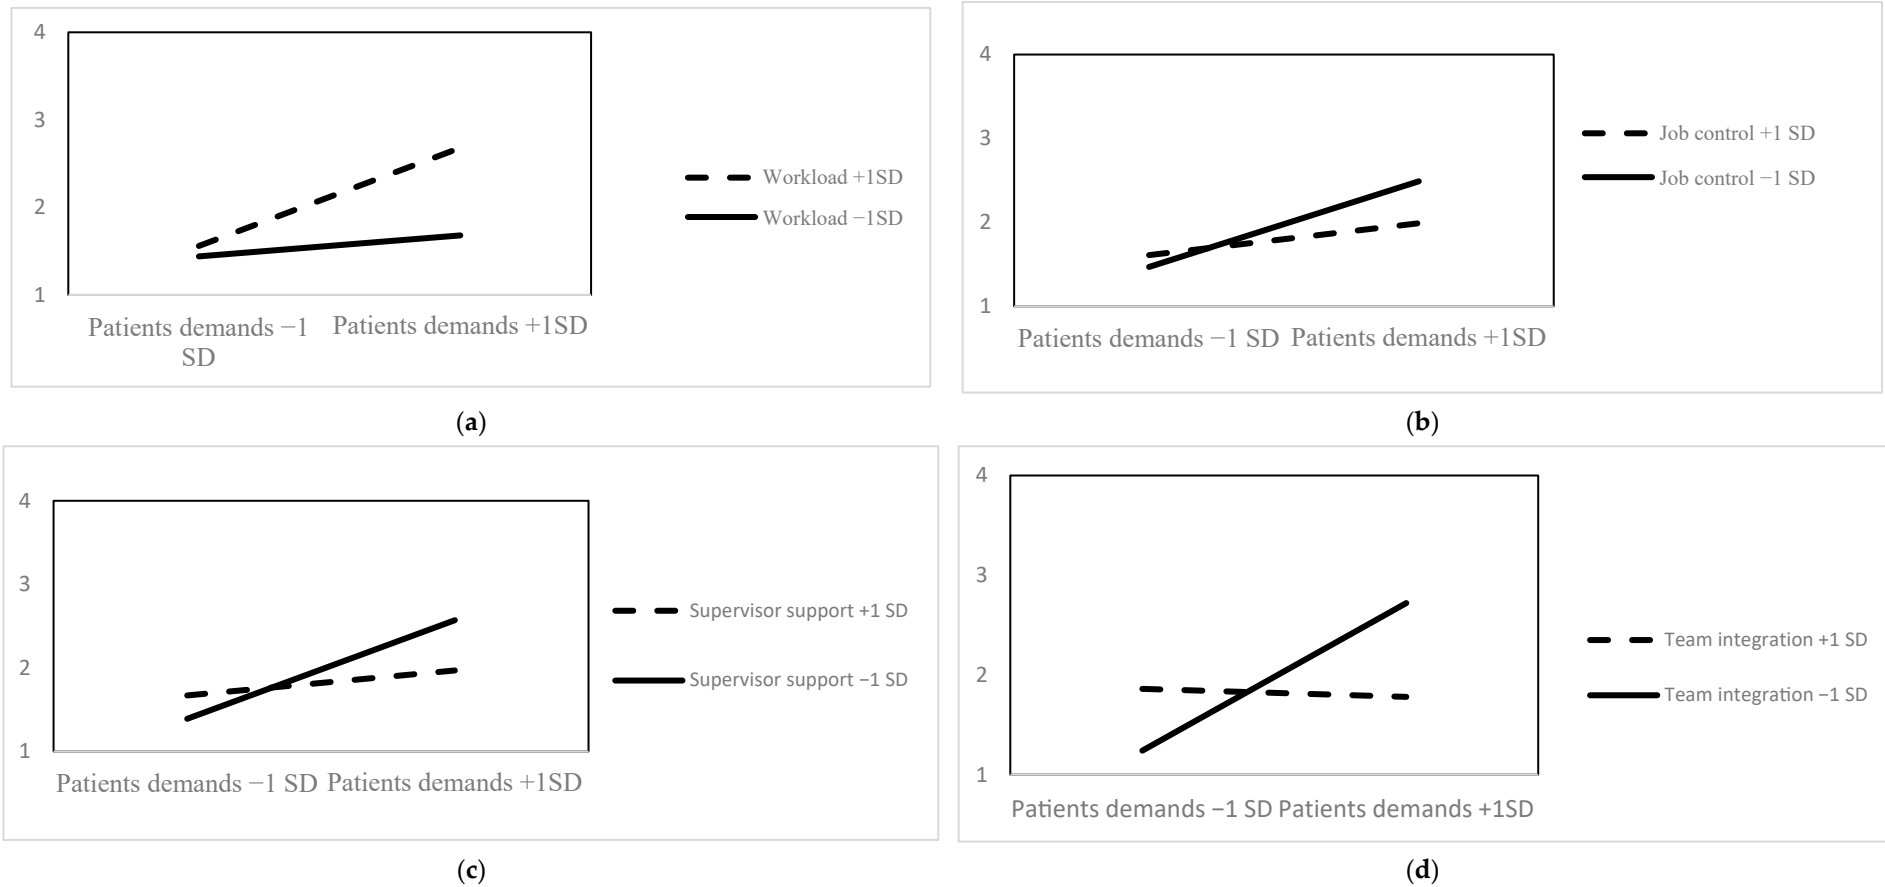 4
3
2
1
Patients demands −1
SD
Patients demands +1SD
Workload +1SD
Workload −1SD
(a)
4
3
2
1
Patients demands −1 SD
Patients demands +1SD
Job control +1 SD
Job control −1 SD
(b)
4
3
2
1
Patients demands −1 SD
Patients demands +1SD
Supervisor support +1 SD
Supervisor support −1 SD
(c)
4
3
2
1
Patients demands −1 SD
Patients demands +1SD
Team integration +1 SD
Team integration −1 SD
(d)